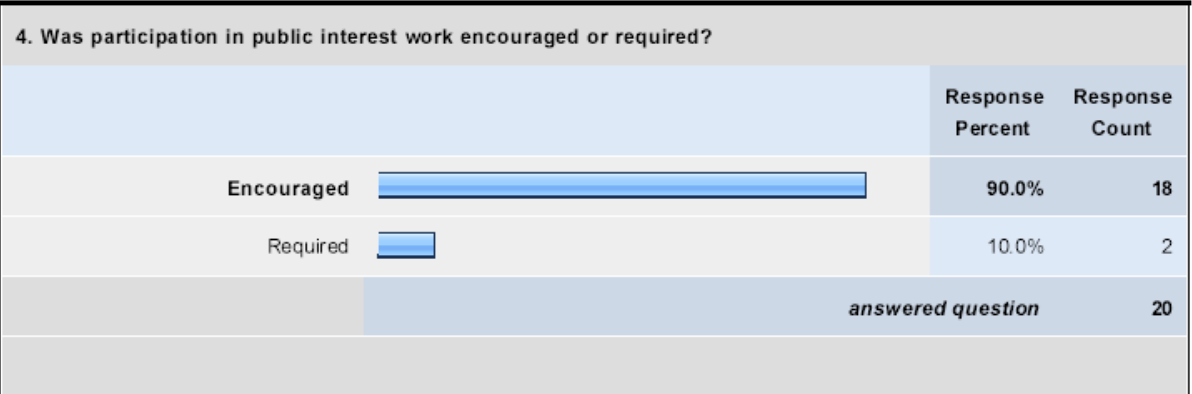 4. Was participation in public interest work encouraged or required?
Response Percent Response Count
Encouraged 90.0% 18
Required 10.0% 2
answered question 20